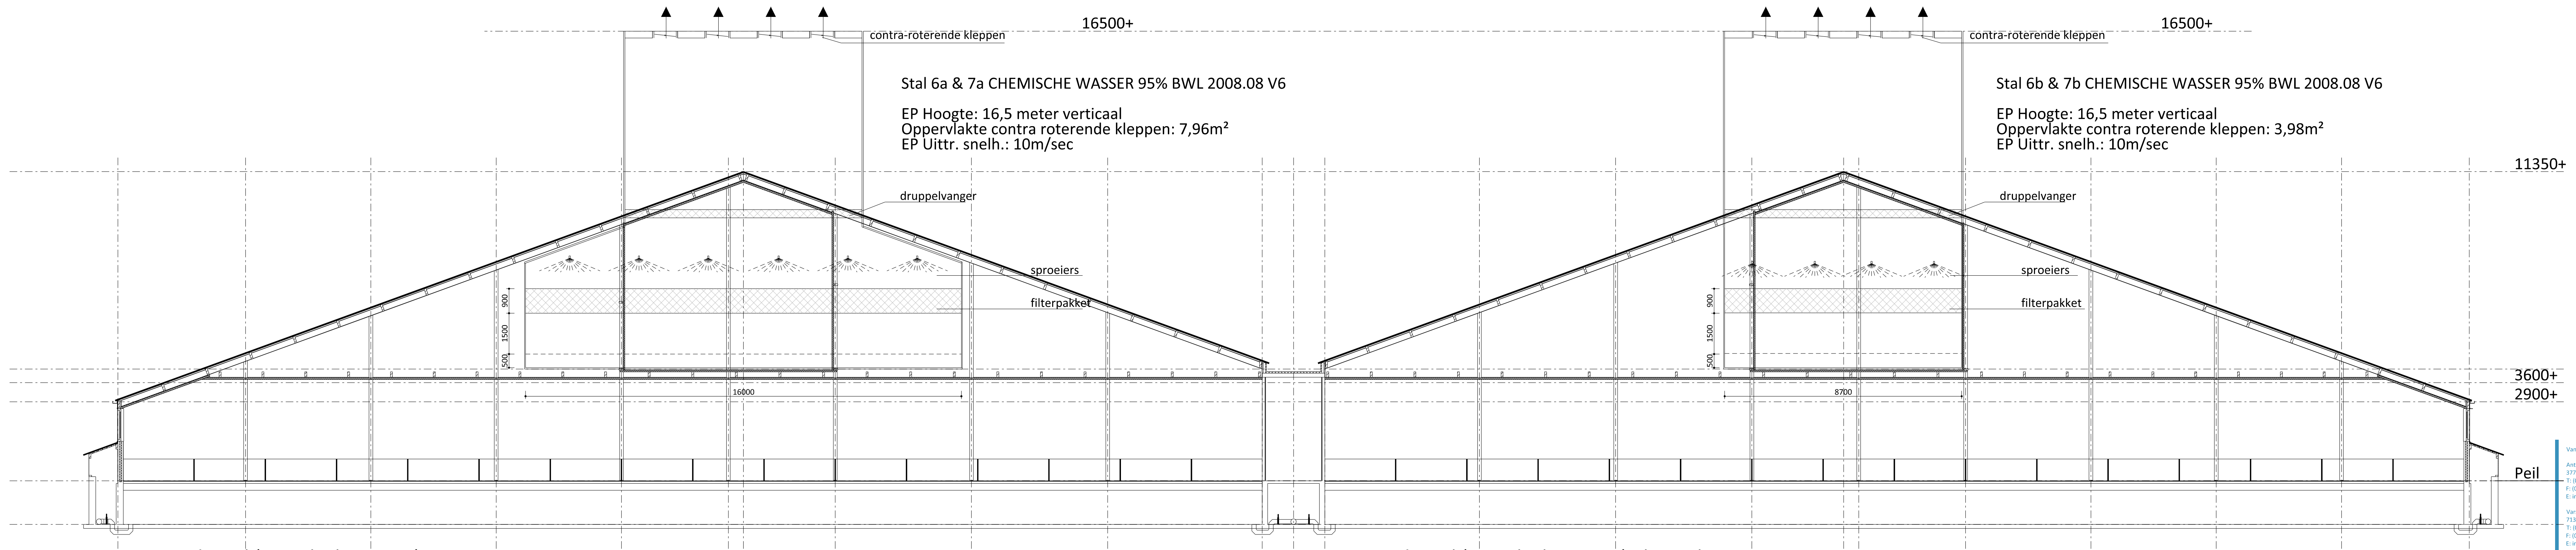 16500+
contra-roterende kleppen
Stal 6a & 7a CHEMISCHE WASSER 95% BWL 2008.08 V6
EP Hoogte: 16,5 meter verticaal
Oppervlakte contra roterende kleppen: 7,96m²
EP Uittr. snelh.: 10m/sec
druppelvanger
sproeiers
filterpakket
900
1500
500
16000
16500+
contra-roterende kleppen
Stal 6b & 7b CHEMISCHE WASSER 95% BWL 2008.08 V6
EP Hoogte: 16,5 meter verticaal
Oppervlakte contra roterende kleppen: 3,98m²
EP Uittr. snelh.: 10m/sec
druppelvanger
sproeiers
filterpakket
900
1500
500
8700
11350+
3600+
2900+
Peil